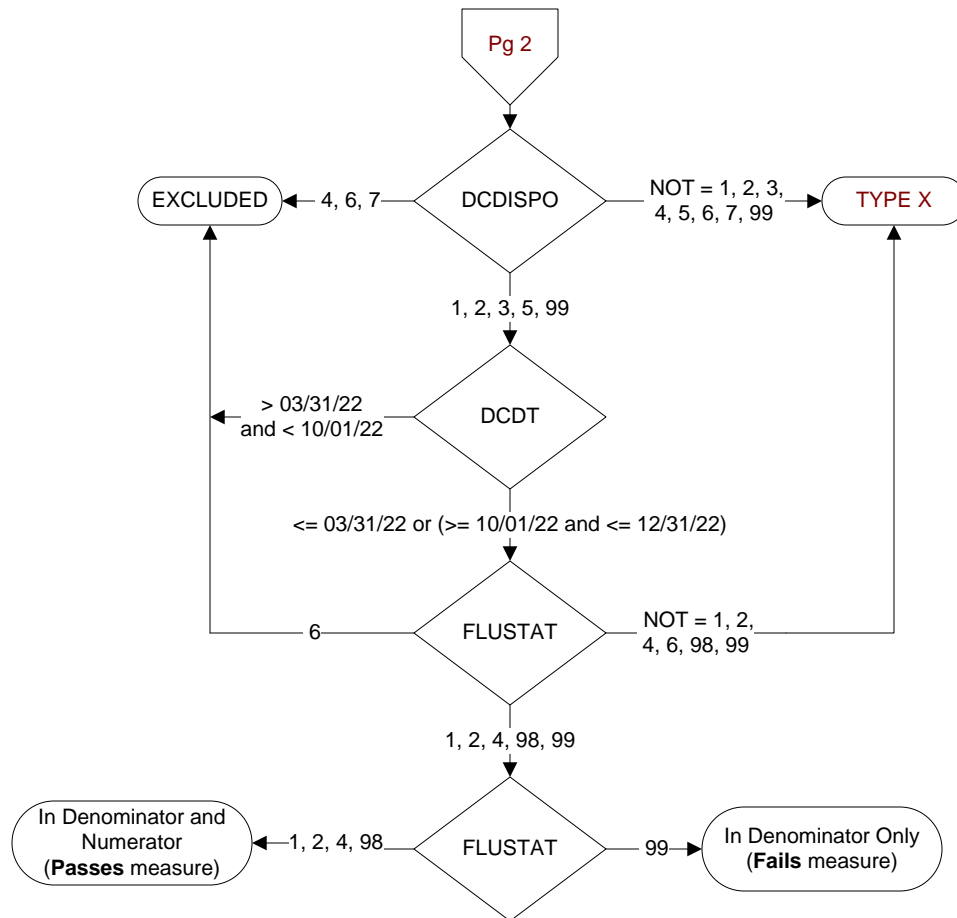 Pg 2
EXCLUDED
4, 6, 7
DCDISPO
NOT = 1, 2, 3,
4, 5, 6, 7, 99
TYPE X
1, 2, 3, 5, 99
> 03/31/22
and < 10/01/22
DCDT
<= 03/31/22 or (>= 10/01/22 and <= 12/31/22)
6
FLUSTAT
NOT = 1, 2,
4, 6, 98, 99
1, 2, 4, 98, 99
In Denominator and
Numerator
(Passes measure)
1, 2, 4, 98
FLUSTAT
99
In Denominator Only
(Fails measure)